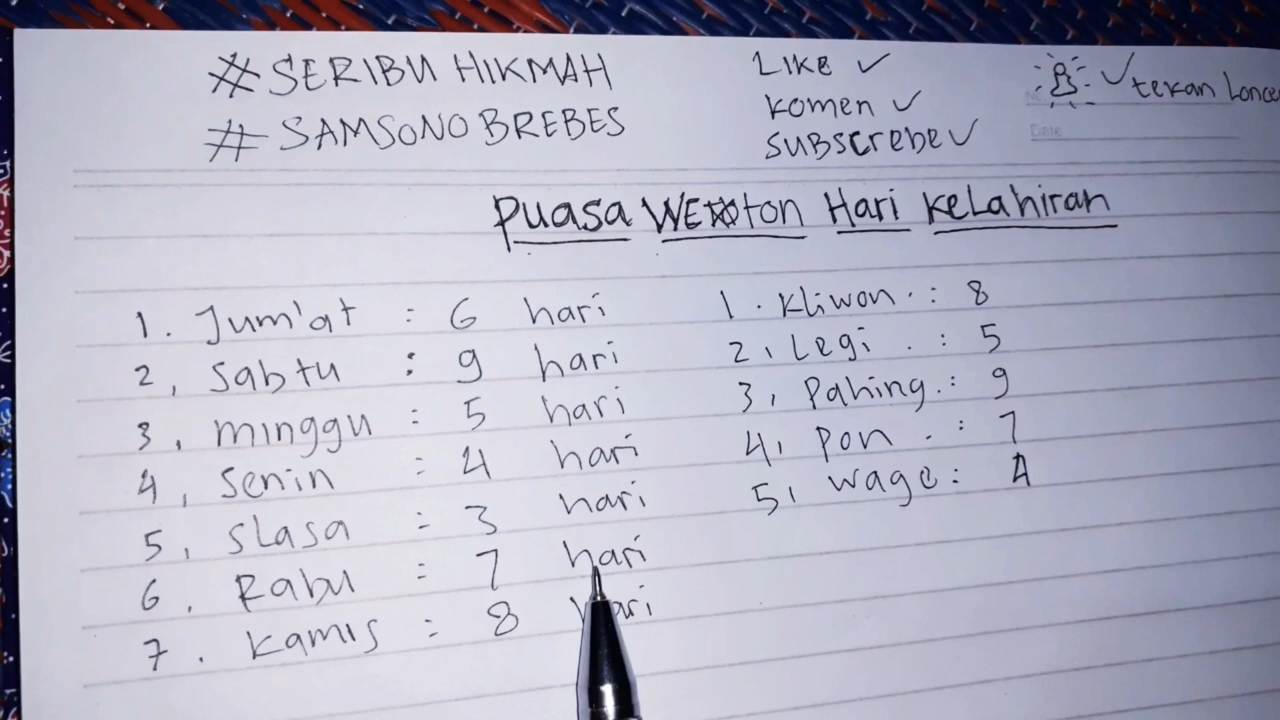 #SERIBU HIKMAH
#SAMSONO BREBES
LIKE ✓
Komen ✓
SUBSCREBE ✓
✓ tekan Lonce
Date
Puasa WETon Hari KeLahiran
1. Jum'at : 6 hari
2, Sabtu : 9 hari
3, minggu : 5 hari
4, Senin : 4 hari
5, SLasa : 3 hari
6. Rabu : 7 hari
7. Kamis : 8 hari
1. Kliwon . : 8
2, Legi . : 5
3, Pahing. : 9
4, Pon . : 7
5, Wage : 4